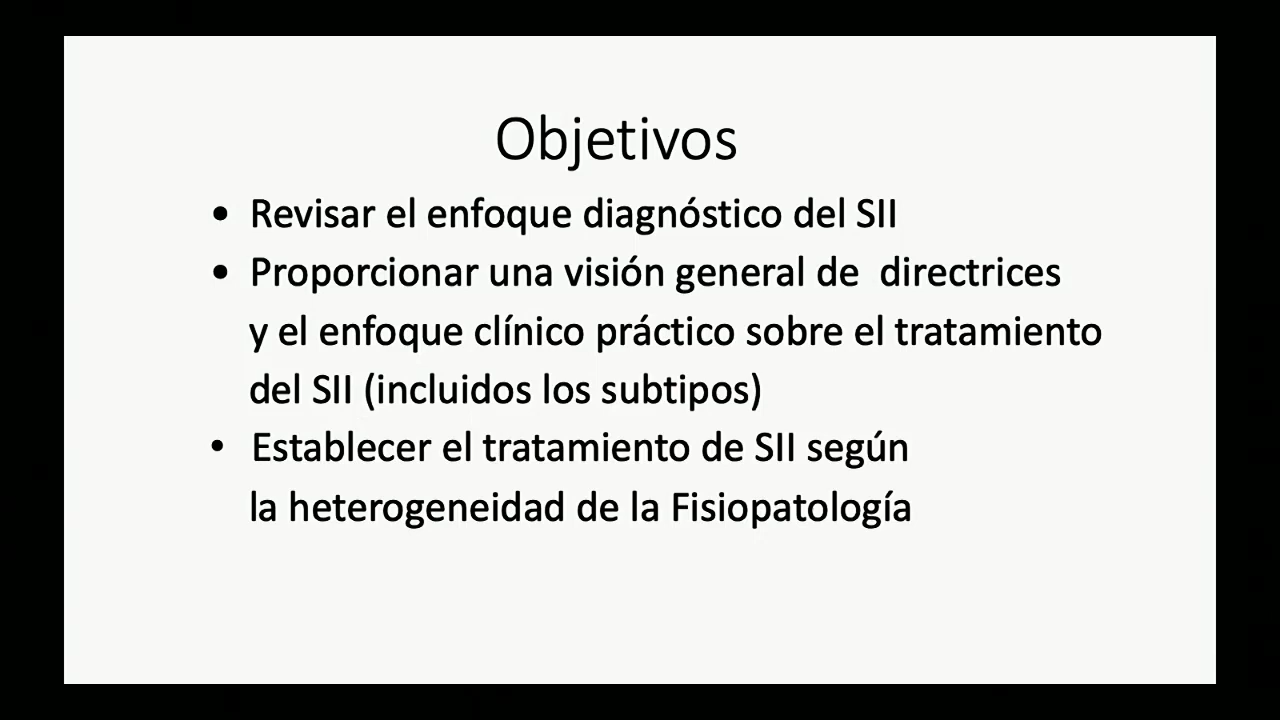 Objetivos
• Revisar el enfoque diagnóstico del SII
• Proporcionar una visión general de  directrices
y el enfoque clínico práctico sobre el tratamiento
del SII (incluidos los subtipos)
• Establecer el tratamiento de SII según
la heterogeneidad de la Fisiopatología